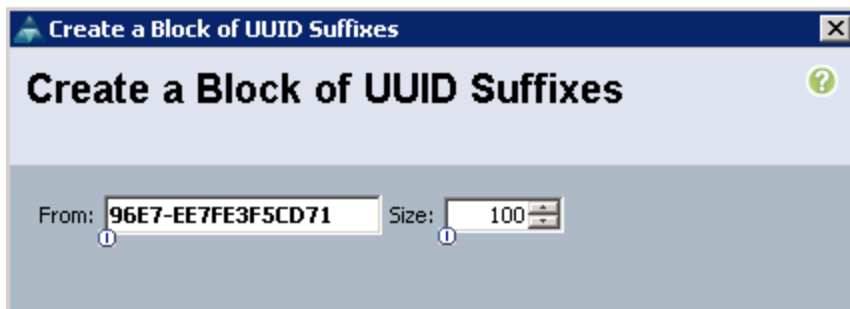 Create a Block of UUID Suffixes
Create a Block of UUID Suffixes
From: 96E7-EE7FE3F5CD71 Size: 100